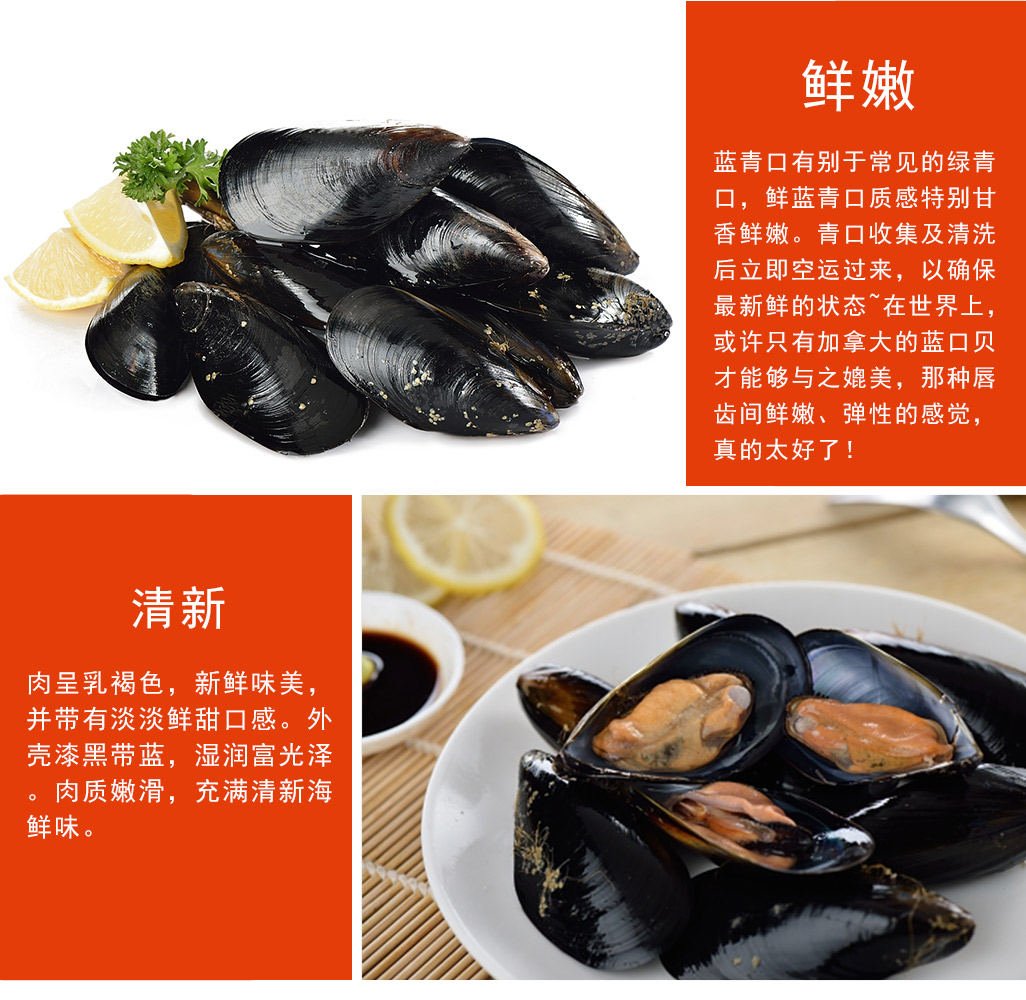 鲜嫩
蓝青口有别于常见的绿青
口，鲜蓝青口质感特别甘
香鲜嫩。青口收集及清洗
后立即空运过来，以确保
最新鲜的状态~在世界上，
或许只有加拿大的蓝口贝
才能够与之媲美，那种唇
齿间鲜嫩、弹性的感觉，
真的太好了！
清新
肉呈乳褐色，新鲜味美，
并带有淡淡鲜甜口感。外
壳漆黑带蓝，湿润富光泽
。肉质嫩滑，充满清新海
鲜味。